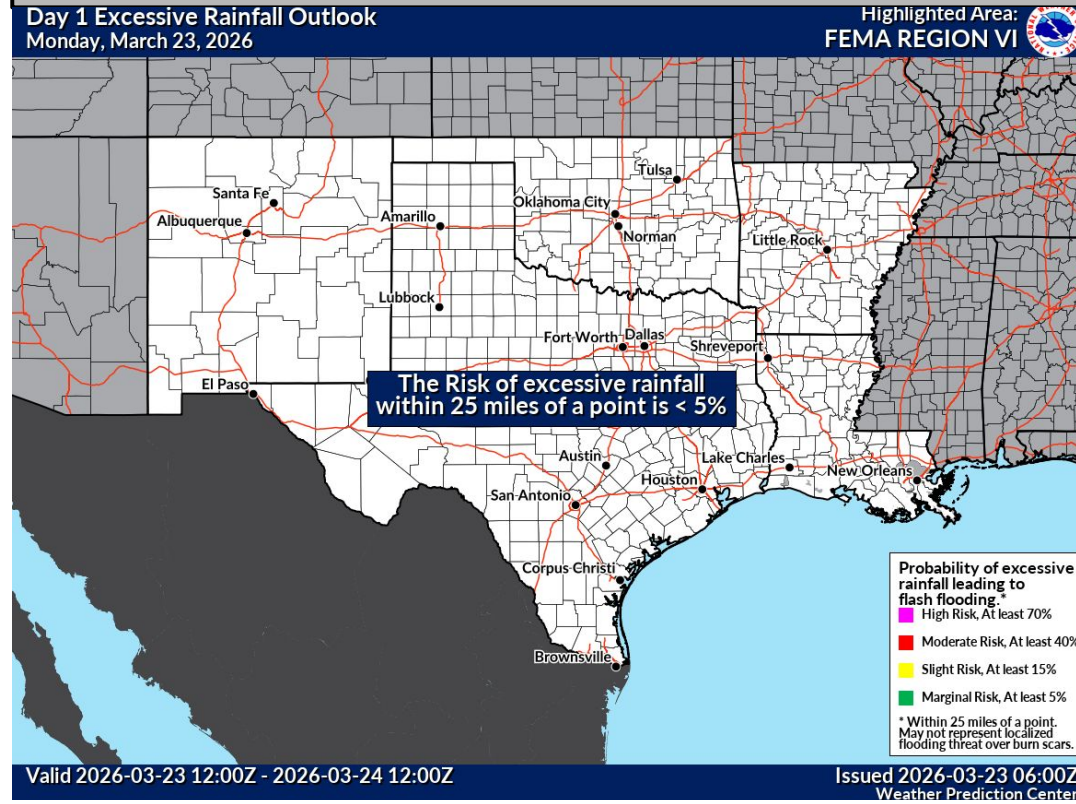 Day 1 Excessive Rainfall Outlook
Monday, March 23, 2026
Highlighted Area:
FEMA REGION VI
Santa Fe
Albuquerque
Amarillo
Tulsa
Oklahoma City
Norman
Little Rock
Lubbock
Fort Worth
Dallas
Shreveport
El Paso
The Risk of excessive rainfall
within 25 miles of a point is < 5%
Austin
Lake Charles
New Orleans
Houston
San Antonio
Corpus Christi
Brownsville
Probability of excessive
rainfall leading to
flash flooding.*
High Risk, At least 70%
Moderate Risk, At least 40%
Slight Risk, At least 15%
Marginal Risk, At least 5%
* Within 25 miles of a point.
May not represent localized
flooding threat over burn scars.
Valid 2026-03-23 12:00Z - 2026-03-24 12:00Z
Issued 2026-03-23 06:00Z
Weather Prediction Center